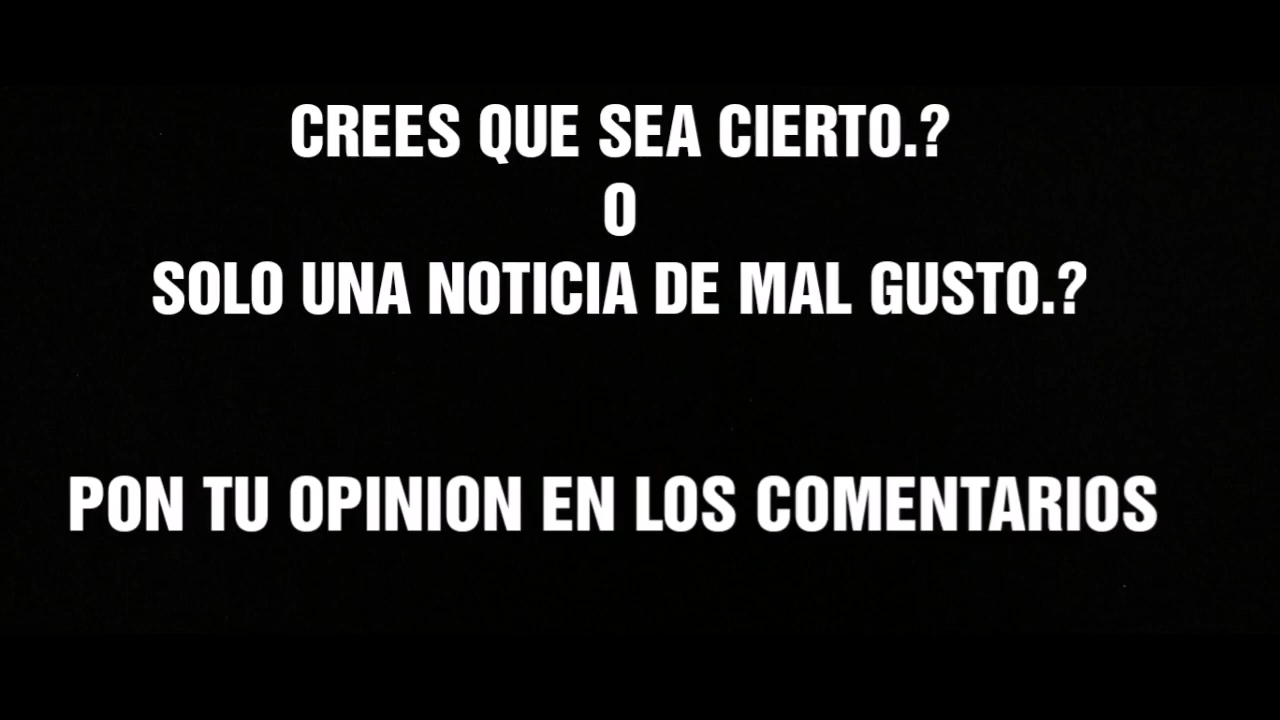 CREES QUE SEA CIERTO.?
O
SOLO UNA NOTICIA DE MAL GUSTO.?
PON TU OPINION EN LOS COMENTARIOS